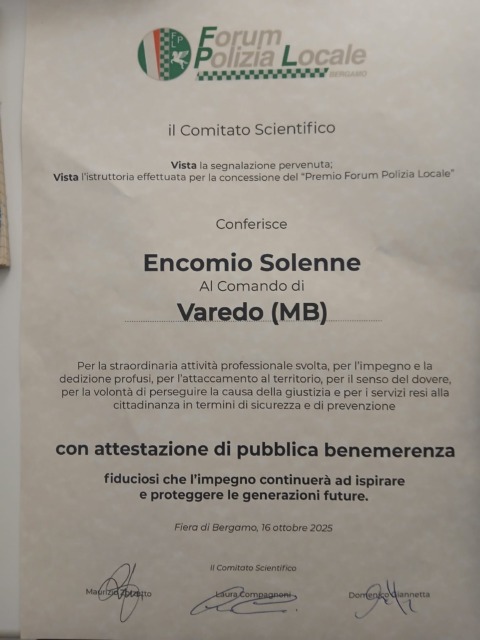 FPL
Forum
Polizia Locale
BERGAMO
il Comitato Scientifico
Vista la segnalazione pervenuta;
Vista l'istruttoria effettuata per la concessione del "Premio Forum Polizia Locale"
Conferisce
Encomio Solenne
Al Comando di
Varedo (MB)
Per la straordinaria attività professionale svolta, per l'impegno e la
dedizione profusi, per l'attaccamento al territorio, per il senso del dovere,
per la volontà di perseguire la causa della giustizia e per i servizi resi alla
cittadinanza in termini di sicurezza e di prevenzione
con attestazione di pubblica benemerenza
fiduciosi che l'impegno continuerà ad ispirare
e proteggere le generazioni future.
Fiera di Bergamo, 16 ottobre 2025
Il Comitato Scientifico
Maurizio Laura Compagnoni Domenico Giannetta